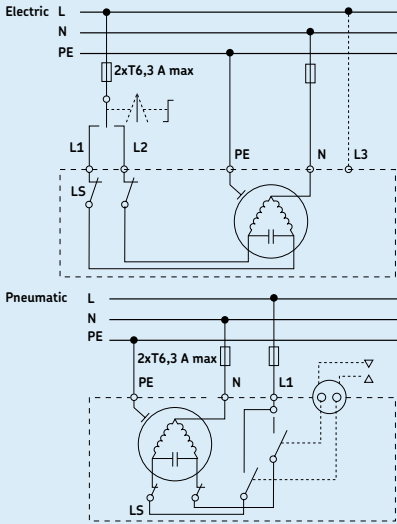 Electric L
N
PE
2xT6,3 A max
L1 L2 PE N L3
LS
Pneumatic L
N
PE
2xT6,3 A max
PE N L1
LS